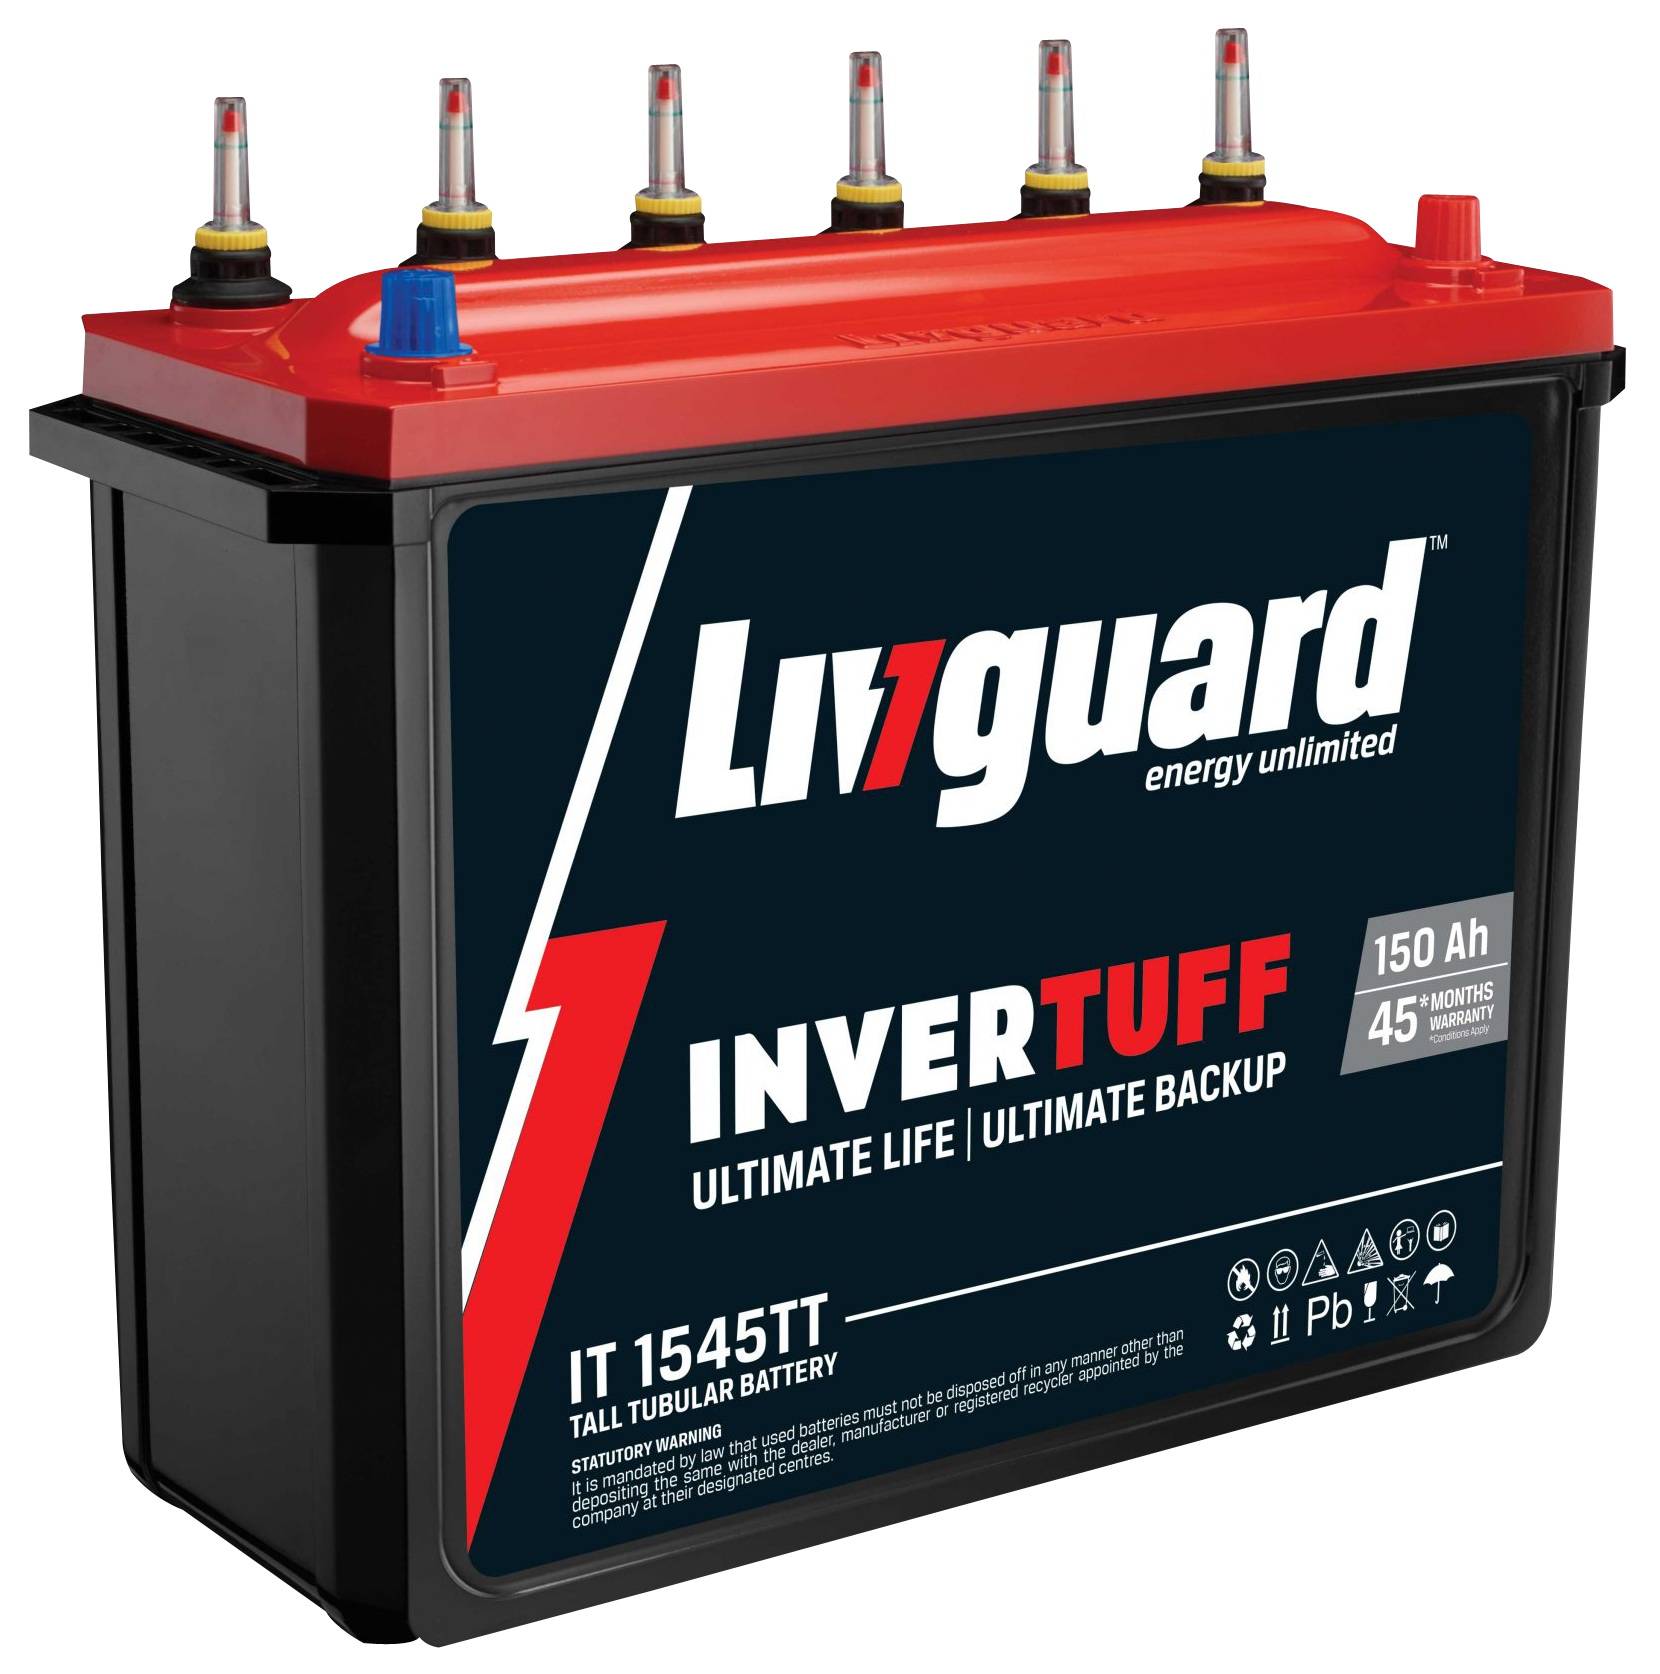 Livguard
Livguard™
energy unlimited
150 Ah
45* MONTHS
WARRANTY
*Conditions Apply
INVERTUFF
ULTIMATE LIFE | ULTIMATE BACKUP
IT 1545TT
TALL TUBULAR BATTERY
STATUTORY WARNING
It is mandated by law that used batteries must not be disposed off in any manner other than
depositing the same with the dealer, manufacturer or registered recycler appointed by the
company at their designated centres.
Pb